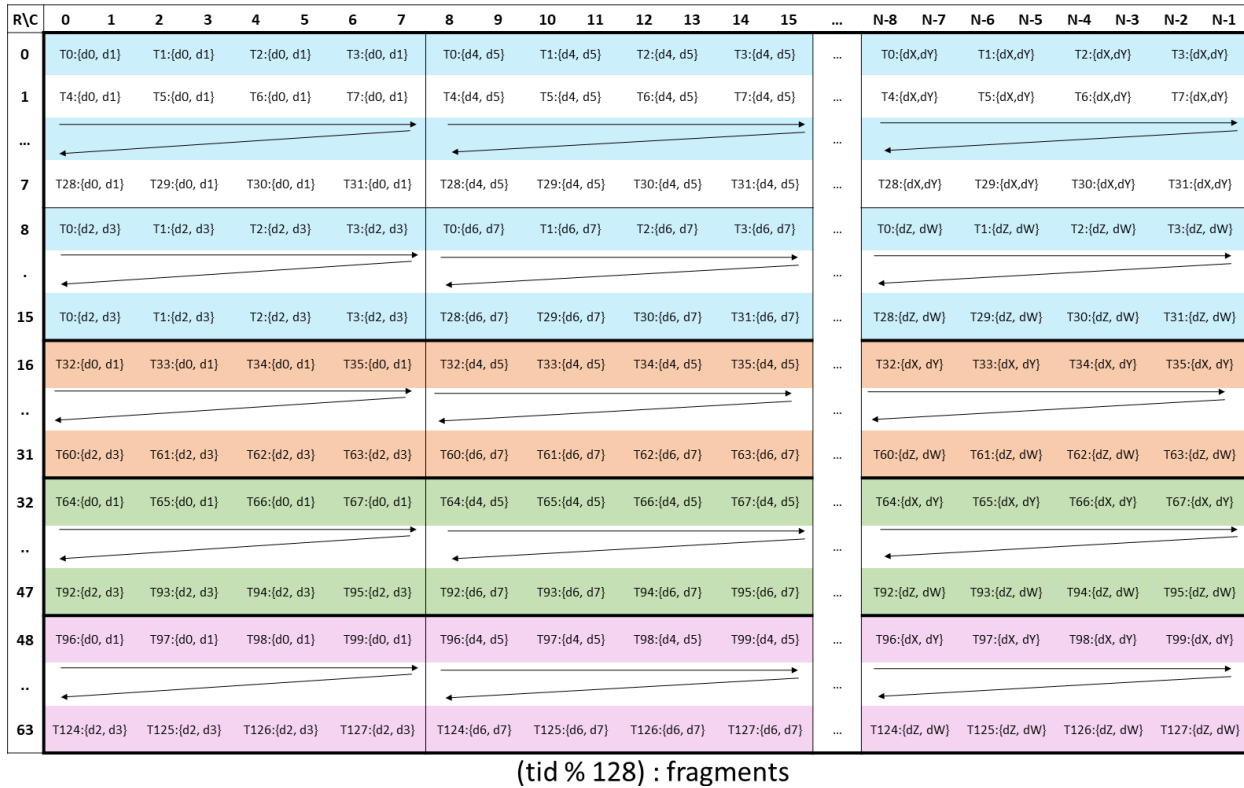 R\C 0 1 2 3 4 5 6 7 8 9 10 11 12 13 14 15 ... N-8 N-7 N-6 N-5 N-4 N-3 N-2 N-1
0 T0:{d0, d1} T1:{d0, d1} T2:{d0, d1} T3:{d0, d1} T0:{d4, d5} T1:{d4, d5} T2:{d4, d5} T3:{d4, d5} ... T0:{dX,dY} T1:{dX,dY} T2:{dX,dY} T3:{dX,dY}
1 T4:{d0, d1} T5:{d0, d1} T6:{d0, d1} T7:{d0, d1} T4:{d4, d5} T5:{d4, d5} T6:{d4, d5} T7:{d4, d5} ... T4:{dX,dY} T5:{dX,dY} T6:{dX,dY} T7:{dX,dY}
... ...
7 T28:{d0, d1} T29:{d0, d1} T30:{d0, d1} T31:{d0, d1} T28:{d4, d5} T29:{d4, d5} T30:{d4, d5} T31:{d4, d5} ... T28:{dX,dY} T29:{dX,dY} T30:{dX,dY} T31:{dX,dY}
8 T0:{d2, d3} T1:{d2, d3} T2:{d2, d3} T3:{d2, d3} T0:{d6, d7} T1:{d6, d7} T2:{d6, d7} T3:{d6, d7} ... T0:{dZ, dW} T1:{dZ, dW} T2:{dZ, dW} T3:{dZ, dW}
. ...
15 T0:{d2, d3} T1:{d2, d3} T2:{d2, d3} T3:{d2, d3} T28:{d6, d7} T29:{d6, d7} T30:{d6, d7} T31:{d6, d7} ... T28:{dZ, dW} T29:{dZ, dW} T30:{dZ, dW} T31:{dZ, dW}
16 T32:{d0, d1} T33:{d0, d1} T34:{d0, d1} T35:{d0, d1} T32:{d4, d5} T33:{d4, d5} T34:{d4, d5} T35:{d4, d5} ... T32:{dX, dY} T33:{dX, dY} T34:{dX, dY} T35:{dX, dY}
.. ...
31 T60:{d2, d3} T61:{d2, d3} T62:{d2, d3} T63:{d2, d3} T60:{d6, d7} T61:{d6, d7} T62:{d6, d7} T63:{d6, d7} ... T60:{dZ, dW} T61:{dZ, dW} T62:{dZ, dW} T63:{dZ, dW}
32 T64:{d0, d1} T65:{d0, d1} T66:{d0, d1} T67:{d0, d1} T64:{d4, d5} T65:{d4, d5} T66:{d4, d5} T67:{d4, d5} ... T64:{dX, dY} T65:{dX, dY} T66:{dX, dY} T67:{dX, dY}
.. ...
47 T92:{d2, d3} T93:{d2, d3} T94:{d2, d3} T95:{d2, d3} T92:{d6, d7} T93:{d6, d7} T94:{d6, d7} T95:{d6, d7} ... T92:{dZ, dW} T93:{dZ, dW} T94:{dZ, dW} T95:{dZ, dW}
48 T96:{d0, d1} T97:{d0, d1} T98:{d0, d1} T99:{d0, d1} T96:{d4, d5} T97:{d4, d5} T98:{d4, d5} T99:{d4, d5} ... T96:{dX, dY} T97:{dX, dY} T98:{dX, dY} T99:{dX, dY}
.. ...
63 T124:{d2, d3} T125:{d2, d3} T126:{d2, d3} T127:{d2, d3} T124:{d6, d7} T125:{d6, d7} T126:{d6, d7} T127:{d6, d7} ... T124:{dZ, dW} T125:{dZ, dW} T126:{dZ, dW} T127:{dZ, dW}
(tid % 128) : fragments